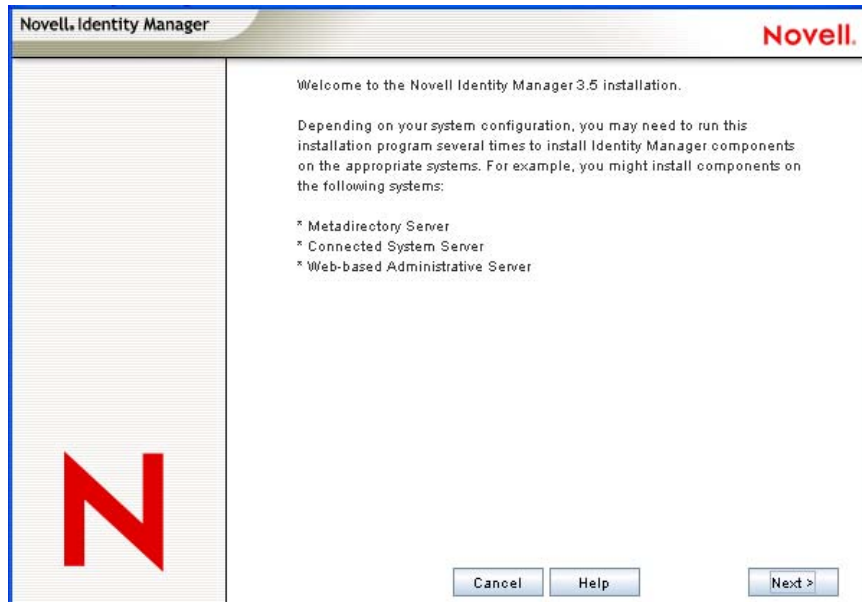 Novell. Identity Manager
Novell.
Welcome to the Novell Identity Manager 3.5 installation.
Depending on your system configuration, you may need to run this
installation program several times to install Identity Manager components
on the appropriate systems. For example, you might install components on
the following systems:
* Metadirectory Server
* Connected System Server
* Web-based Administrative Server
N
Cancel
Help
Next >